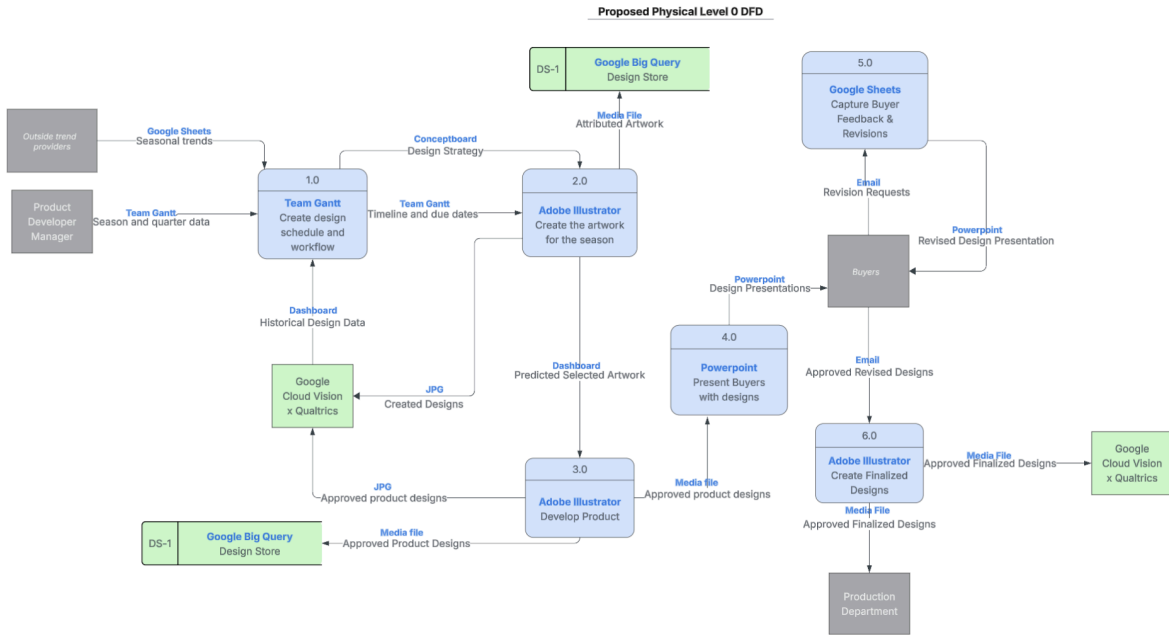 Proposed Physical Level 0 DFD
DS-1
Google Big Query
Design Store
5.0
Google Sheets
Capture Buyer
Feedback &
Revisions
Media File
Attributed Artwork
Outside trend
providers
Google Sheets
Seasonal trends
Conceptboard
Design Strategy
1.0
Team Gantt
Create design
schedule and
workflow
2.0
Adobe Illustrator
Create the artwork
for the season
Product
Developer
Manager
Team Gantt
Season and quarter data
Team Gantt
Timeline and due dates
Email
Revision Requests
Powerpoint
Revised Design Presentation
Buyers
Powerpoint
Design Presentations
Dashboard
Historical Design Data
4.0
Powerpoint
Present Buyers
with designs
Dashboard
Predicted Selected Artwork
Email
Approved Revised Designs
Google
Cloud Vision
x Qualtrics
JPG
Created Designs
6.0
Adobe Illustrator
Create Finalized
Designs
Media File
Approved Finalized Designs
Google
Cloud Vision
x Qualtrics
3.0
Adobe Illustrator
Develop Product
JPG
Approved product designs
Media file
Approved product designs
Media File
Approved Finalized Designs
DS-1
Google Big Query
Design Store
Media file
Approved Product Designs
Production
Department